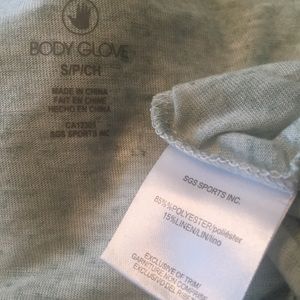 BODY GLOVE
S/P/CH
MADE IN CHINA
FAIT EN CHINE
HECHO EN CHINA
SGS SPORTS INC
SGS SPORTS INC.
85%POLYESTER/poliéster
15%LINEN/LIN/lino
EXCLUSIVE OF TRIM/